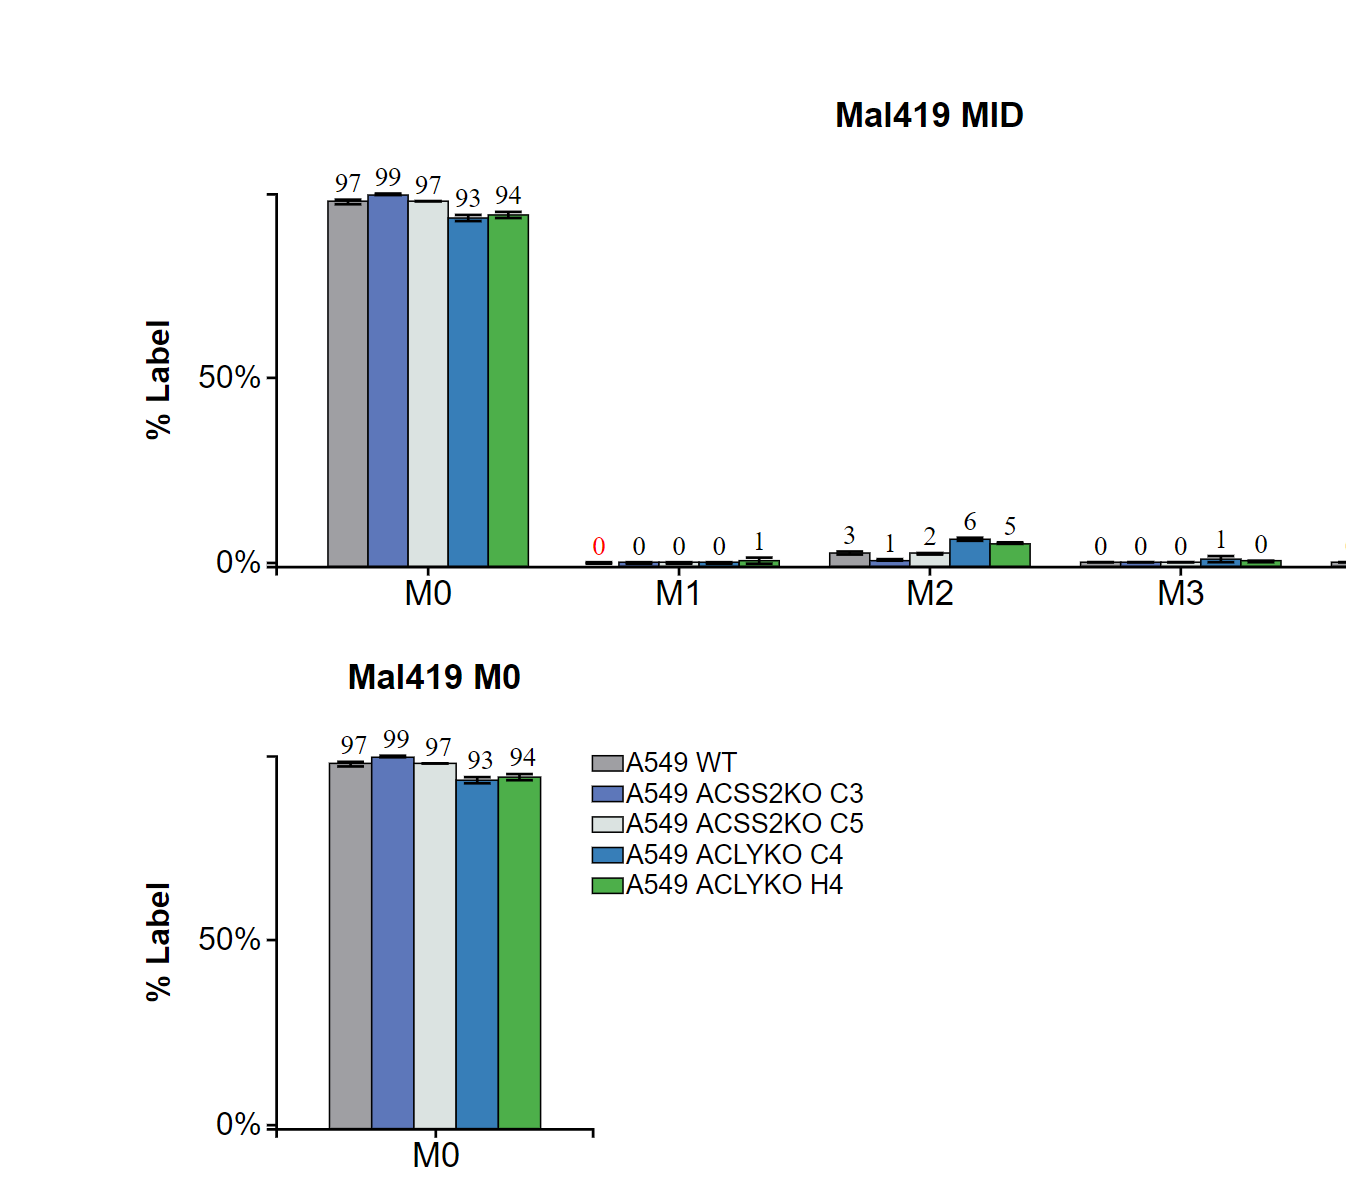 Mal419 MID
97 99 97 93 94
0 0 0 0 1
3 1 2 6 5
0 0 0 1 0
% Label
50%
0%
M0 M1 M2 M3
Mal419 M0
97 99 97 93 94
A549 WT
A549 ACSS2KO C3
A549 ACSS2KO C5
A549 ACLYKO C4
A549 ACLYKO H4
% Label
50%
0%
M0